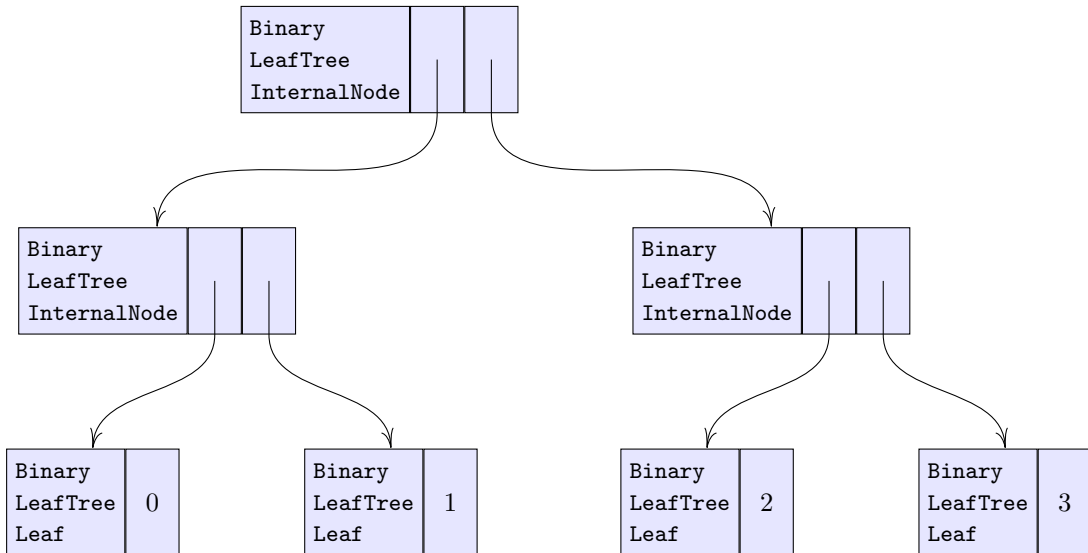 Binary
LeafTree
InternalNode
Binary
LeafTree
InternalNode
Binary
LeafTree
InternalNode
Binary
LeafTree
Leaf
0
Binary
LeafTree
Leaf
1
Binary
LeafTree
Leaf
2
Binary
LeafTree
Leaf
3